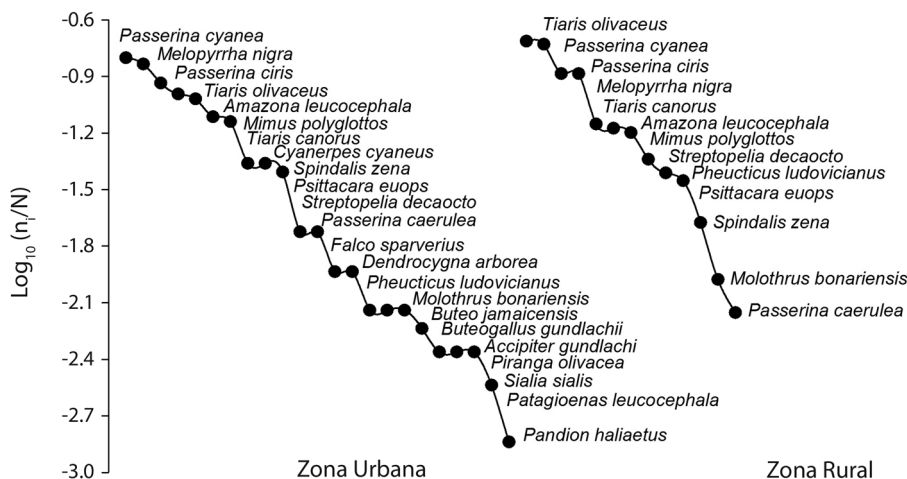 -0.6
-0.9
-1.2
-1.5
-1.8
-2.1
-2.4
-2.7
-3.0
Log10 (ni/N)
Passerina cyanea
Melopyrrha nigra
Passerina ciris
Tiaris olivaceus
Amazona leucocephala
Mimus polyglottos
Tiaris canorus
Cyanerpes cyaneus
Spindalis zena
Psittacara euops
Streptopelia decaocto
Passerina caerulea
Falco sparverius
Dendrocygna arborea
Pheucticus ludovicianus
Molothrus bonariensis
Buteo jamaicensis
Buteogallus gundlachii
Accipiter gundlachi
Piranga olivacea
Sialia sialis
Patagioenas leucocephala
Pandion haliaetus
Zona Urbana
Tiaris olivaceus
Passerina cyanea
Passerina ciris
Melopyrrha nigra
Tiaris canorus
Amazona leucocephala
Mimus polyglottos
Streptopelia decaocto
Pheucticus ludovicianus
Psittacara euops
Spindalis zena
Molothrus bonariensis
Passerina caerulea
Zona Rural